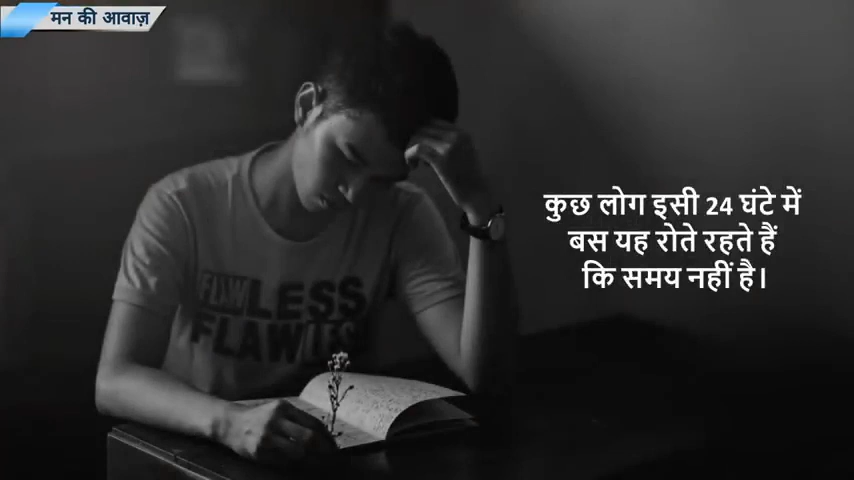 मन की आवाज़
कुछ लोग इसी 24 घंटे में
बस यह रोते रहते हैं
कि समय नहीं है।
FLAWLESS
FLAWLESS